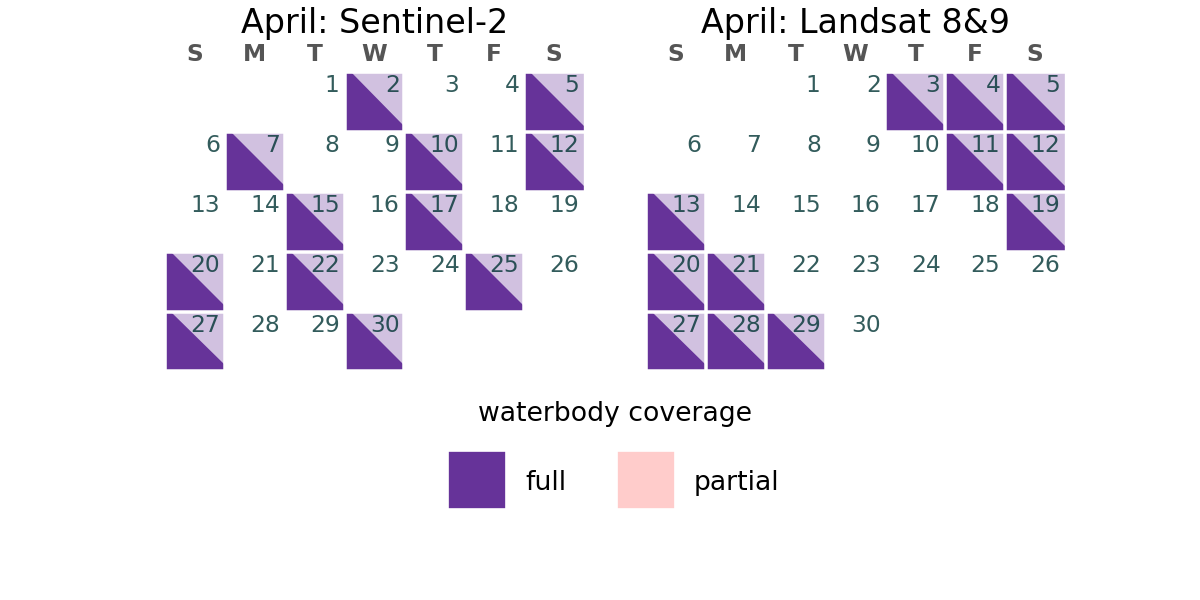 April: Sentinel-2
S M T W T F S
1 2 3 4 5
6 7 8 9 10 11 12
13 14 15 16 17 18 19
20 21 22 23 24 25 26
27 28 29 30
April: Landsat 8&9
S M T W T F S
1 2 3 4 5
6 7 8 9 10 11 12
13 14 15 16 17 18 19
20 21 22 23 24 25 26
27 28 29 30
waterbody coverage
full
partial